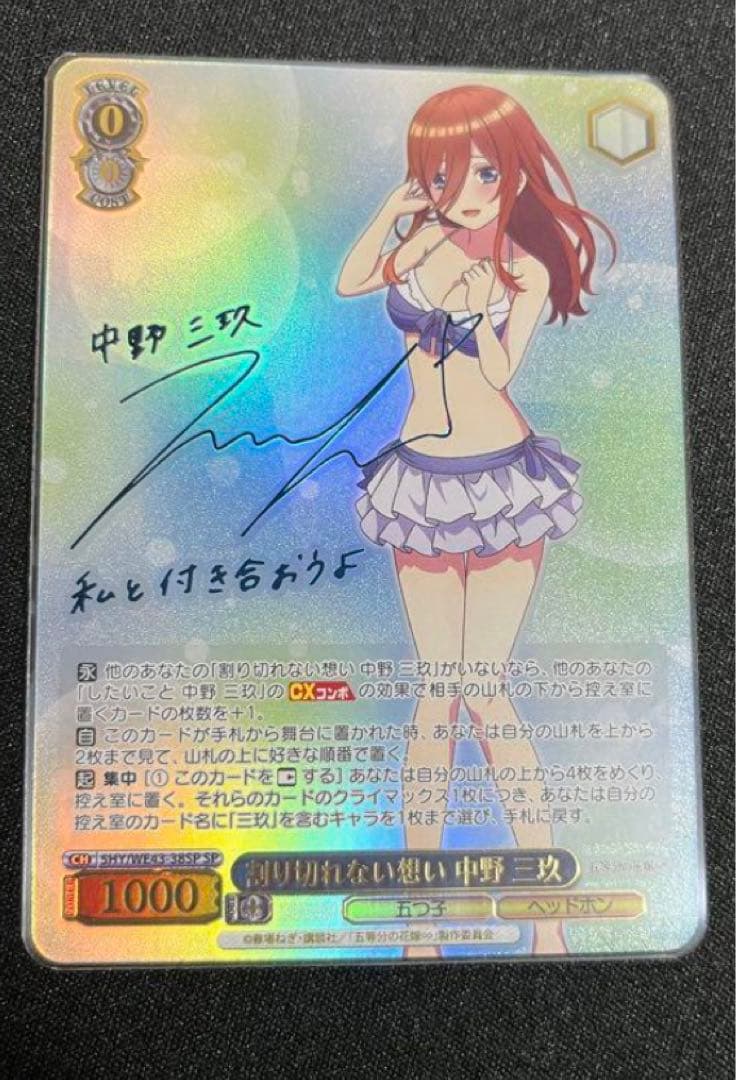 LEVEL
0
0
COST
中野 三玖
私と付き合おうよ
永 他のあなたの「割り切れない想い 中野 三玖」がいないなら、他のあなたの
「したいこと 中野 三玖」の CXコンボ の効果で相手の山札の下から控え室に
置くカードの枚数を+1。
自 このカードが手札から舞台に置かれた時、あなたは自分の山札を上から
2枚まで見て、山札の上に好きな順番で置く。
起 集中 [① このカードを する] あなたは自分の山札の上から4枚をめくり、
控え室に置く。それらのカードのクライマックス1枚につき、あなたは自分の
控え室のカード名に「三玖」を含むキャラを1枚まで選び、手札に戻す。
CH 5HY/WE43-38SP SP
割り切れない想い 中野 三玖
POWER 1000
五つ子 ヘッドホン
©春場ねぎ・講談社/「五等分の花嫁∽」製作委員会